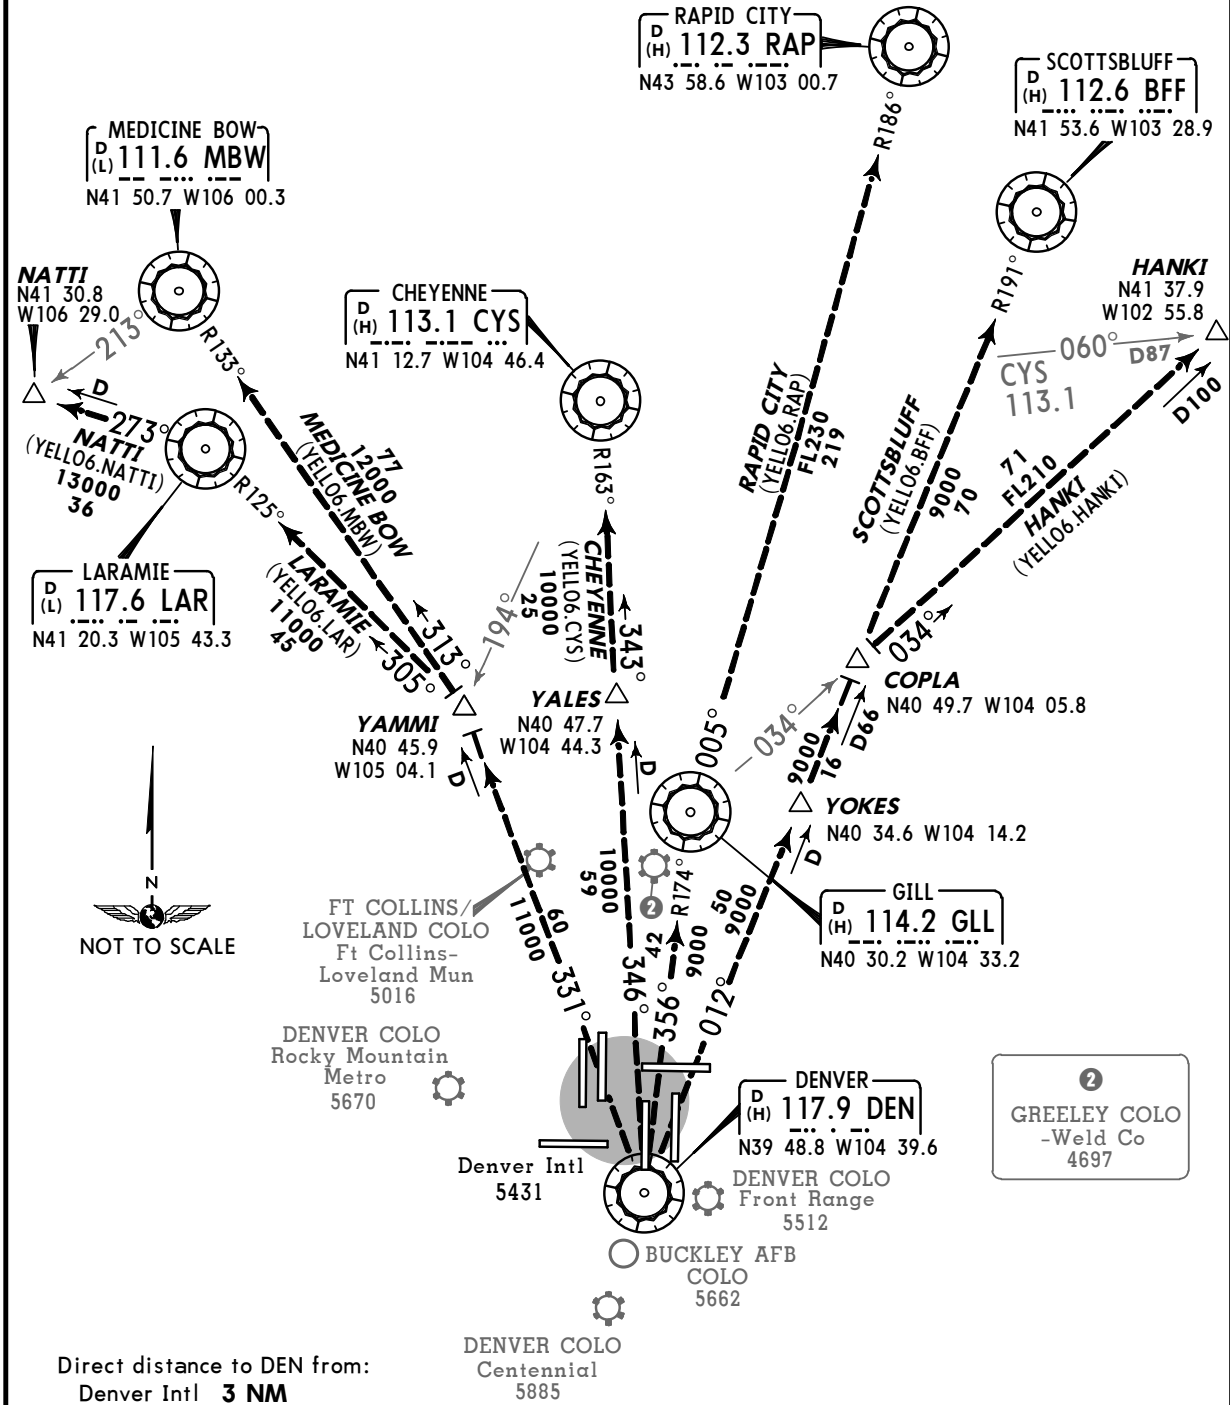 RAPID CITY
D
(H) 112.3 RAP
N43 58.6 W103 00.7
SCOTTSBLUFF
D
(H) 112.6 BFF
N41 53.6 W103 28.9
MEDICINE BOW
D
(L) 111.6 MBW
N41 50.7 W106 00.3
R186°
NATTI
N41 30.8
W106 29.0
213°
R133°
CHEYENNE
D
(H) 113.1 CYS
N41 12.7 W104 46.4
R191°
HANKI
N41 37.9
W102 55.8
060°
D87
CYS
113.1
D100
D
273°
NATTI
(YELLO6.NATTI)
13000
36
R125°
77
12000
MEDICINE BOW
(YELLO6.MBW)
R163°
RAPID CITY
(YELLO6.RAP)
FL230
219
SCOTTSBLUFF
(YELLO6.BFF)
9000
70
71
FL210
HANKI
(YELLO6.HANKI)
LARAMIE
D
(L) 117.6 LAR
N41 20.3 W105 43.3
LARAMIE
(YELLO6.LAR)
11000
45
305°
313°
194°
CHEYENNE
(YELLO6.CYS)
10000
25
343°
034°
YAMMI
N40 45.9
W105 04.1
D
YALES
N40 47.7
W104 44.3
D
005°
034°
COPLA
N40 49.7 W104 05.8
9000
16
D66
YOKES
N40 34.6 W104 14.2
D
N
NOT TO SCALE
FT COLLINS/
LOVELAND COLO
Ft Collins-
Loveland Mun
5016
60
11000
331°
10000
59
346°
2
R174°
42
9000
356°
50
9000
012°
GILL
D
(H) 114.2 GLL
N40 30.2 W104 33.2
DENVER COLO
Rocky Mountain
Metro
5670
DENVER
D
(H) 117.9 DEN
N39 48.8 W104 39.6
2
GREELEY COLO
-Weld Co
4697
Denver Intl
5431
DENVER COLO
Front Range
5512
BUCKLEY AFB
COLO
5662
DENVER COLO
Centennial
5885
Direct distance to DEN from:
Denver Intl 3 NM